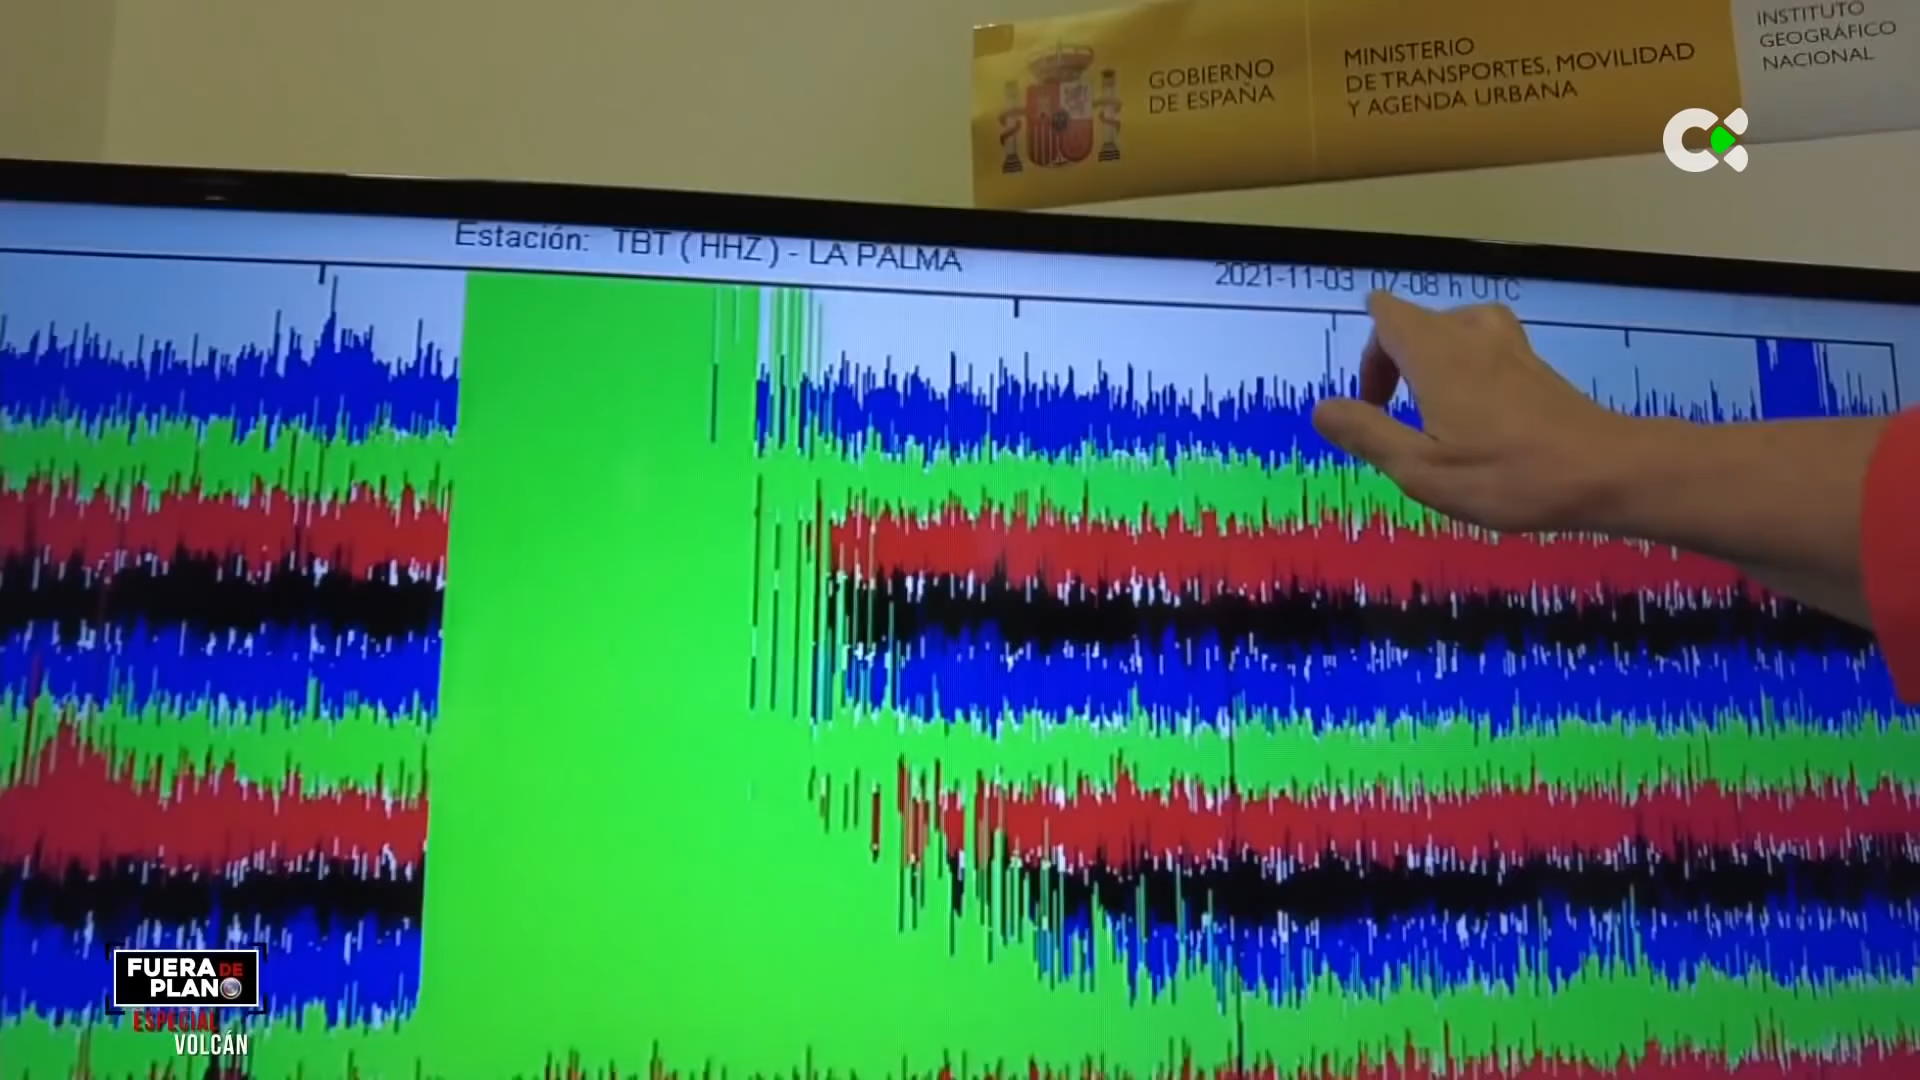 GOBIERNO
DE ESPAÑA
MINISTERIO
DE TRANSPORTES, MOVILIDAD
Y AGENDA URBANA
INSTITUTO
GEOGRÁFICO
NACIONAL
Estación: TBT ( HHZ ) - LA PALMA
2021-11-03 07-08 h UTC
FUERA DE
PLANO
ESPECIAL
VOLCÁN